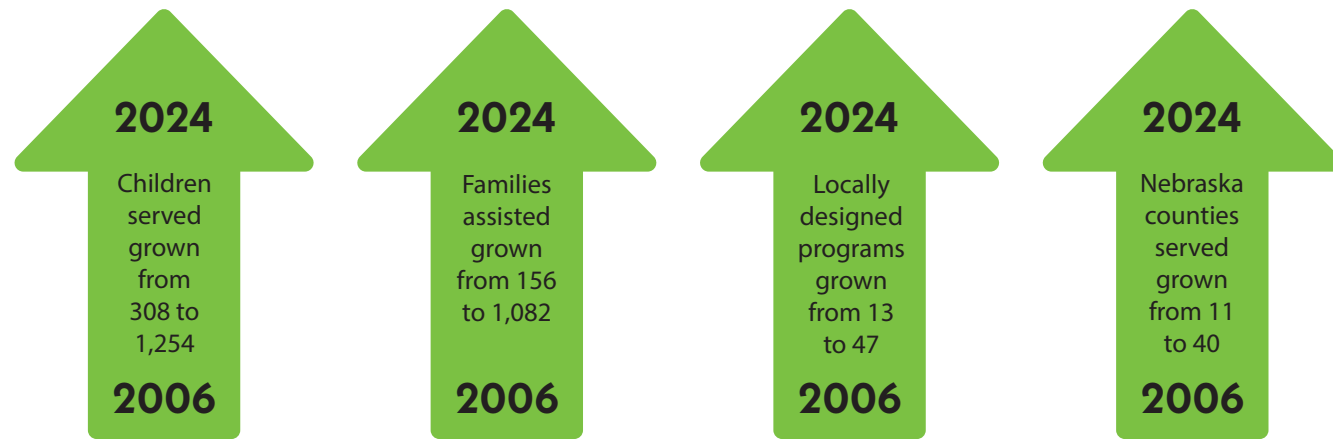 2024
Children
served
grown
from
308 to
1,254
2006
2024
Families
assisted
grown
from 156
to 1,082
2006
2024
Locally
designed
programs
grown
from 13
to 47
2006
2024
Nebraska
counties
served
grown
from 11
to 40
2006